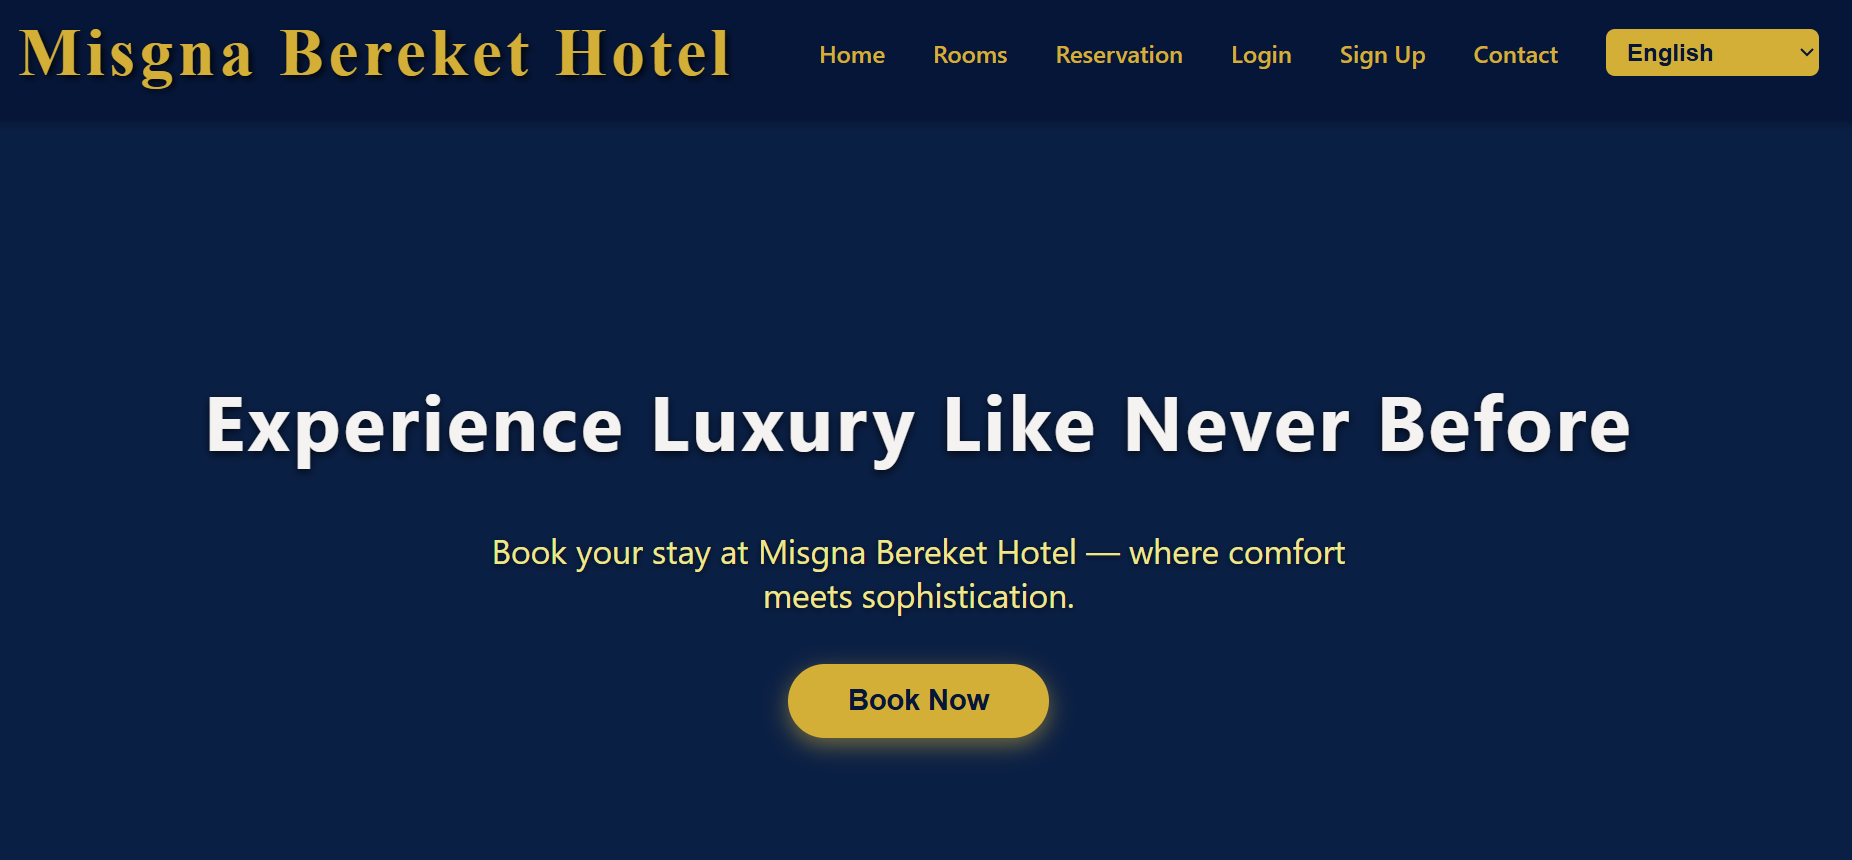 Misgna Bereket Hotel
Home Rooms Reservation Login Sign Up Contact English
Experience Luxury Like Never Before
Book your stay at Misgna Bereket Hotel — where comfort
meets sophistication.
Book Now